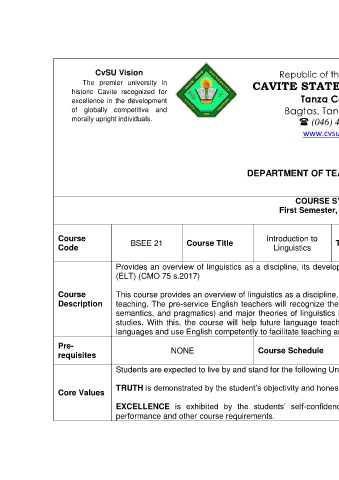 CvSU Vision
The premier university in
historic Cavite recognized for
excellence in the development
of globally competitive and
morally upright individuals.
Republic of th
CAVITE STATE
Tanza Ca
Bagtas, Tan
☎ (046) 4
www.cvsu
DEPARTMENT OF TEA
COURSE SY
First Semester,
Course
Code
BSEE 21
Course Title
Introduction to
Linguistics
T
Course
Description
Provides an overview of linguistics as a discipline, its develop
(ELT) (CMO 75 s.2017)
This course provides an overview of linguistics as a discipline,
teaching. The pre-service English teachers will recognize the
semantics, and pragmatics) and major theories of linguistics i
studies. With this, the course will help future language teach
languages and use English competently to facilitate teaching a
Pre-
requisites
NONE
Course Schedule
Core Values
Students are expected to live by and stand for the following Un
TRUTH is demonstrated by the student's objectivity and hones
EXCELLENCE is exhibited by the students' self-confidenc
performance and other course requirements.